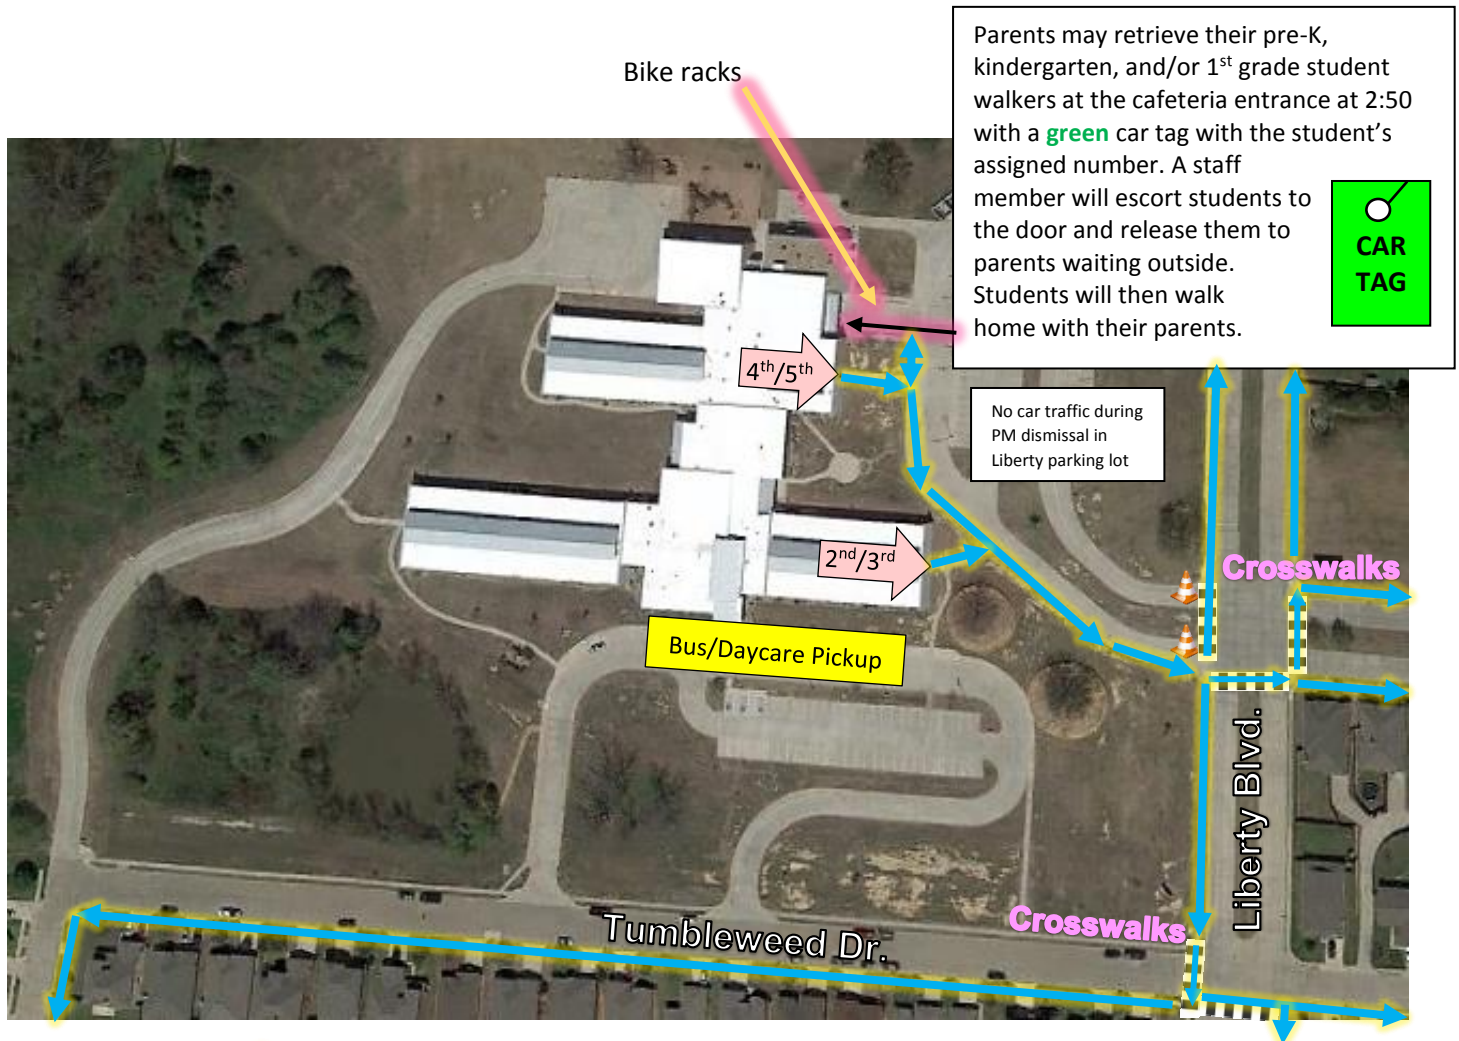 Bike racks
Parents may retrieve their pre-K,
kindergarten, and/or 1st grade student
walkers at the cafeteria entrance at 2:50
with a green car tag with the student's
assigned number. A staff
member will escort students to
the door and release them to
parents waiting outside.
Students will then walk
home with their parents.
CAR
TAG
4th/5th
No car traffic during
PM dismissal in
Liberty parking lot
2nd/3rd
Crosswalks
Bus/Daycare Pickup
Liberty Blvd.
Crosswalks
Tumbleweed Dr.